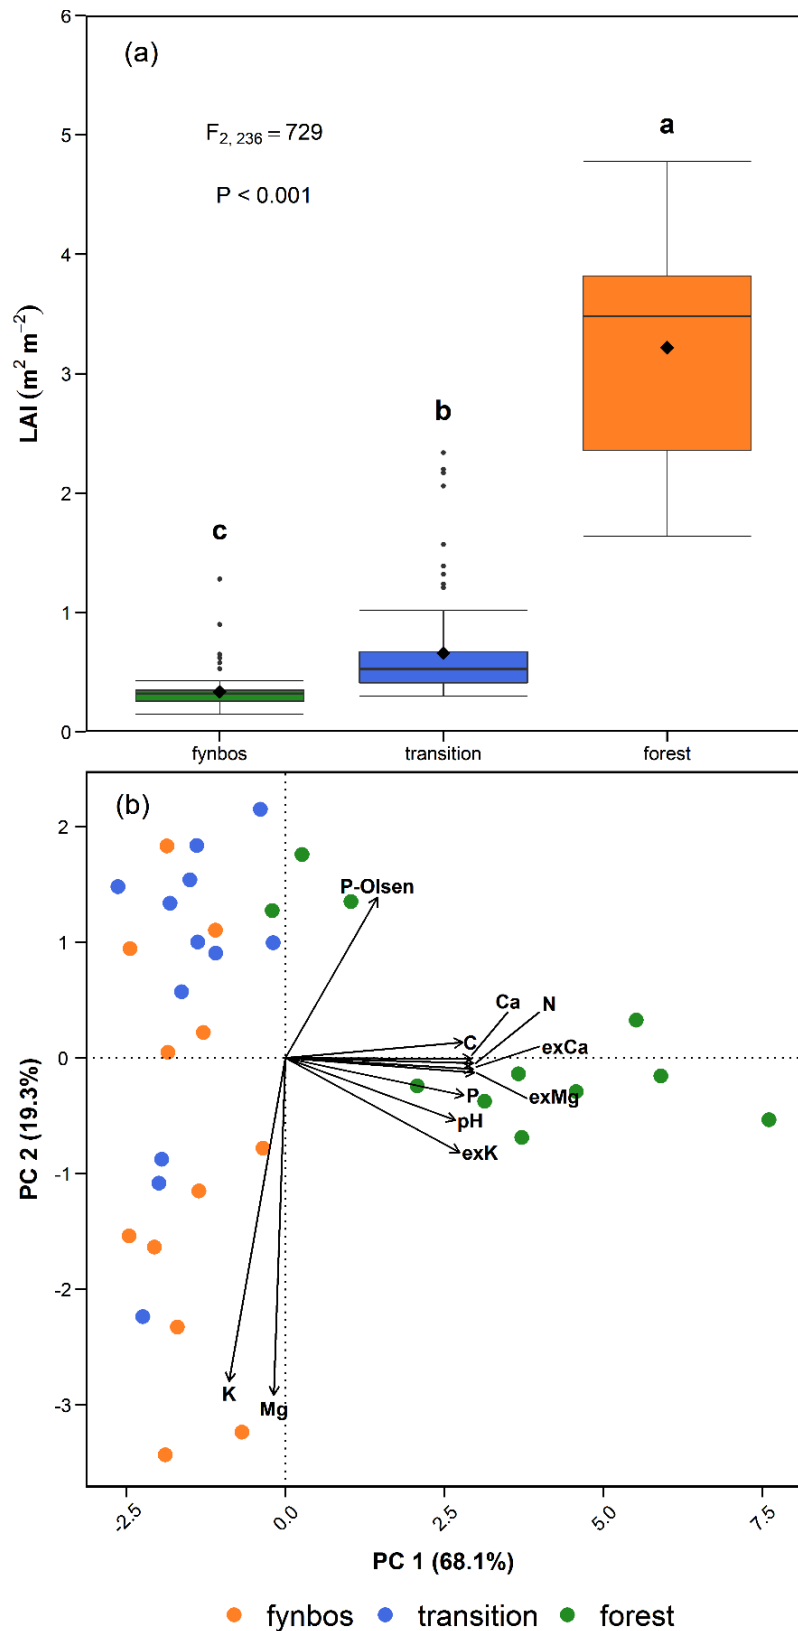 (a)
F2, 236 = 729
P < 0.001
a
b
c
LAI (m² m⁻²)
6
5
4
3
2
1
0
fynbos transition forest
(b)
P-Olsen
Ca N
C
exCa
P exMg
pH
exK
K
Mg
PC 2 (19.3%)
2
1
0
-1
-2
-3
-2.5 0.0 2.5 5.0 7.5
PC 1 (68.1%)
fynbos transition forest